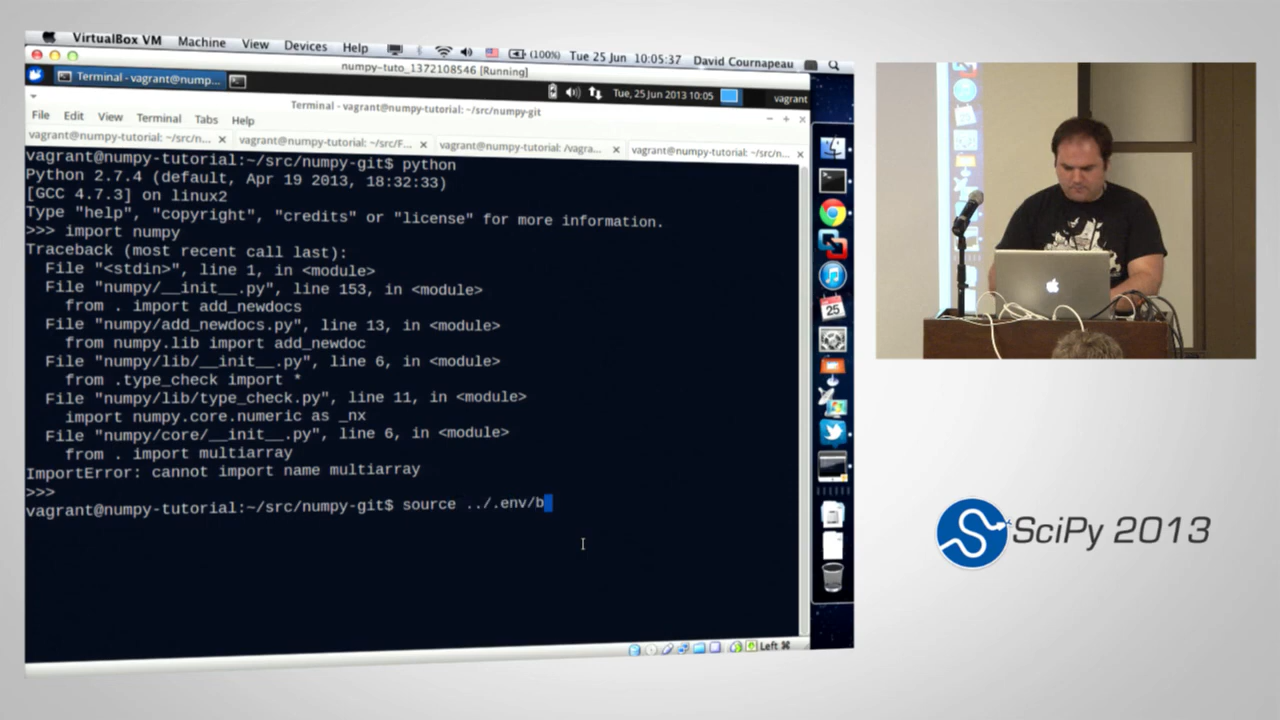 VirtualBox VM Machine View Devices Help (100%) Tue 25 Jun 10:05:37 David Cournapeau
numpy-tuto_1372108546 [Running]
Terminal - vagrant@nump... Tue, 25 Jun 2013 10:05 vagrant
Terminal - vagrant@numpy-tutorial: ~/src/numpy-git
File Edit View Terminal Tabs Help
vagrant@numpy-tutorial: ~/src/n... vagrant@numpy-tutorial: ~/src/F... vagrant@numpy-tutorial: /vagra... vagrant@numpy-tutorial: ~/src/n...
vagrant@numpy-tutorial:~/src/numpy-git$ python
Python 2.7.4 (default, Apr 19 2013, 18:32:33)
[GCC 4.7.3] on linux2
Type "help", "copyright", "credits" or "license" for more information.
>>> import numpy
Traceback (most recent call last):
File "<stdin>", line 1, in <module>
File "numpy/__init__.py", line 153, in <module>
from . import add_newdocs
File "numpy/add_newdocs.py", line 13, in <module>
from numpy.lib import add_newdoc
File "numpy/lib/__init__.py", line 6, in <module>
from .type_check import *
File "numpy/lib/type_check.py", line 11, in <module>
import numpy.core.numeric as _nx
File "numpy/core/__init__.py", line 6, in <module>
from . import multiarray
ImportError: cannot import name multiarray
>>>
vagrant@numpy-tutorial:~/src/numpy-git$ source ../.env/b
25
Left ⌘
SciPy 2013